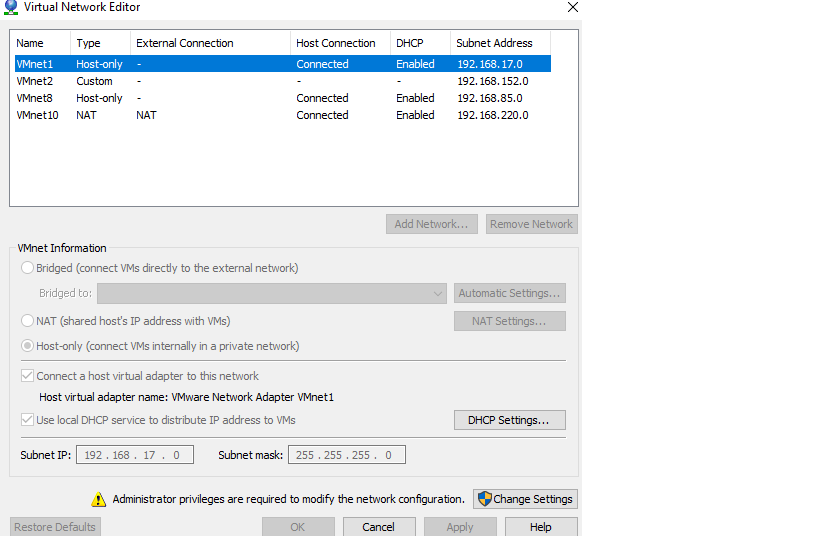 Virtual Network Editor
Name Type External Connection Host Connection DHCP Subnet Address
VMnet1 Host-only - Connected Enabled 192.168.17.0
VMnet2 Custom - - - 192.168.152.0
VMnet8 Host-only - Connected Enabled 192.168.85.0
VMnet10 NAT NAT Connected Enabled 192.168.220.0
Add Network... Remove Network
VMnet Information
Bridged (connect VMs directly to the external network)
Bridged to: Automatic Settings...
NAT (shared host's IP address with VMs) NAT Settings...
Host-only (connect VMs internally in a private network)
Connect a host virtual adapter to this network
Host virtual adapter name: VMware Network Adapter VMnet1
Use local DHCP service to distribute IP address to VMs DHCP Settings...
Subnet IP: 192 . 168 . 17 . 0 Subnet mask: 255 . 255 . 255 . 0
Administrator privileges are required to modify the network configuration. Change Settings
Restore Defaults OK Cancel Apply Help